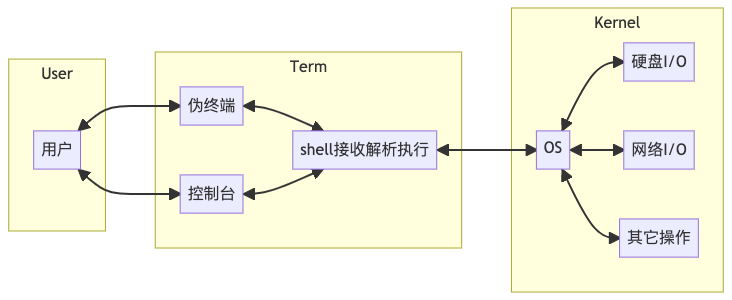 User
用户
Term
伪终端
控制台
shell接收解析执行
Kernel
OS
硬盘I/O
网络I/O
其它操作